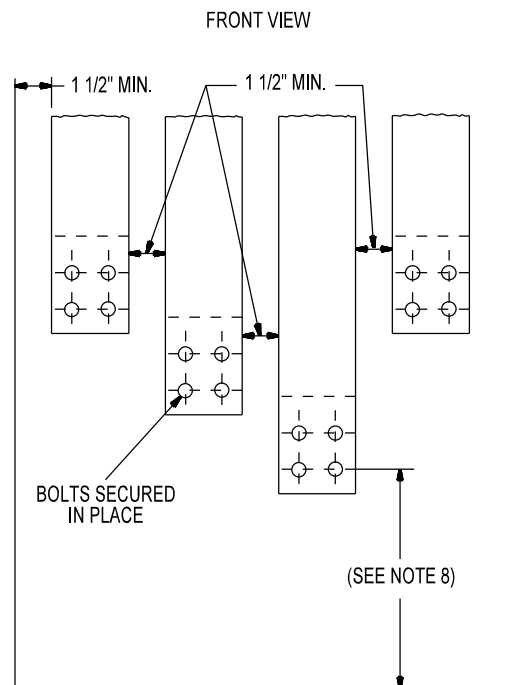 FRONT VIEW
1 1/2" MIN.
1 1/2" MIN.
BOLTS SECURED
IN PLACE
(SEE NOTE 8)